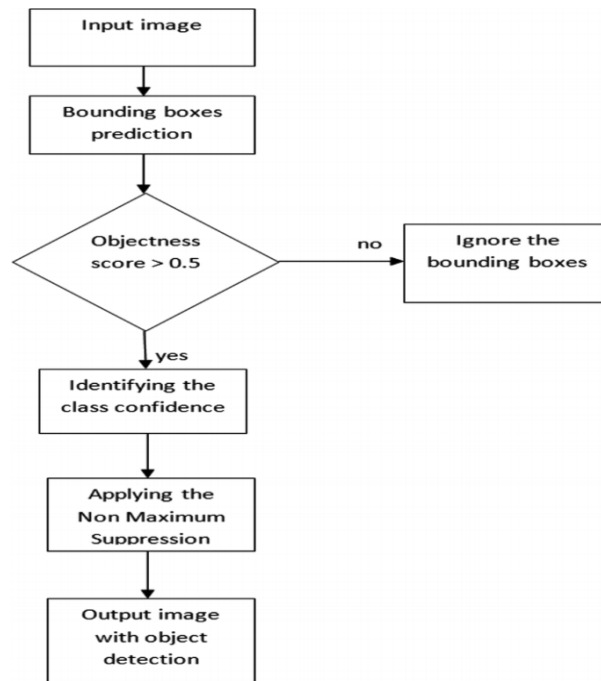 Input image
Bounding boxes
prediction
Objectness
score > 0.5
no
Ignore the
bounding boxes
yes
Identifying the
class confidence
Applying the
Non Maximum
Suppression
Output image
with object
detection